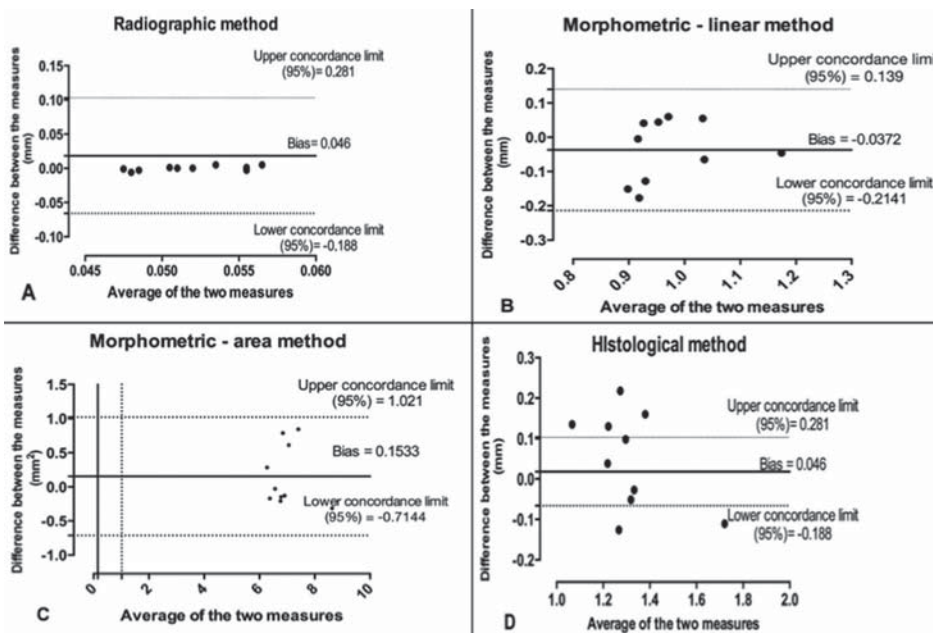 Radiographic method
Upper concordance limit
(95%)= 0.281
0.15
0.10
0.05
0.00
-0.05
-0.10
Difference between the measures
(mm)
Bias= 0.046
Lower concordance limit
(95%)= -0.188
0.045
0.050
0.055
0.060
Average of the two measures
A
Morphometric - linear method
Upper concordance limi
(95%)= 0.139
0.2
0.1
0.0
-0.1
-0.2
-0.3
Difference between the measures
(mm)
Bias= -0.0372
Lower concordance limit
(95%)= -0.2141
0.8
0.9
1.0
1.1
1.2
1.3
Average of the two measures
B
Morphometric - area method
Upper concordance limit
(95%) = 1.021
1.5
1.0
0.5
0.0
-0.5
-1.0
Difference between the measures
(mm²)
Bias = 0.1533
Lower concordance limit
(95%) = -0.7144
2
4
6
8
10
Average of the two measures
C
HIstological method
Upper concordance limit
(95%)= 0.281
0.3
0.2
0.1
0.0
-0.1
-0.2
Difference between the measures
(mm)
Bias = 0.046
Lower concordance limit
(95%)= -0.188
1.0
1.2
1.4
1.6
1.8
2.0
Average of the two measures
D